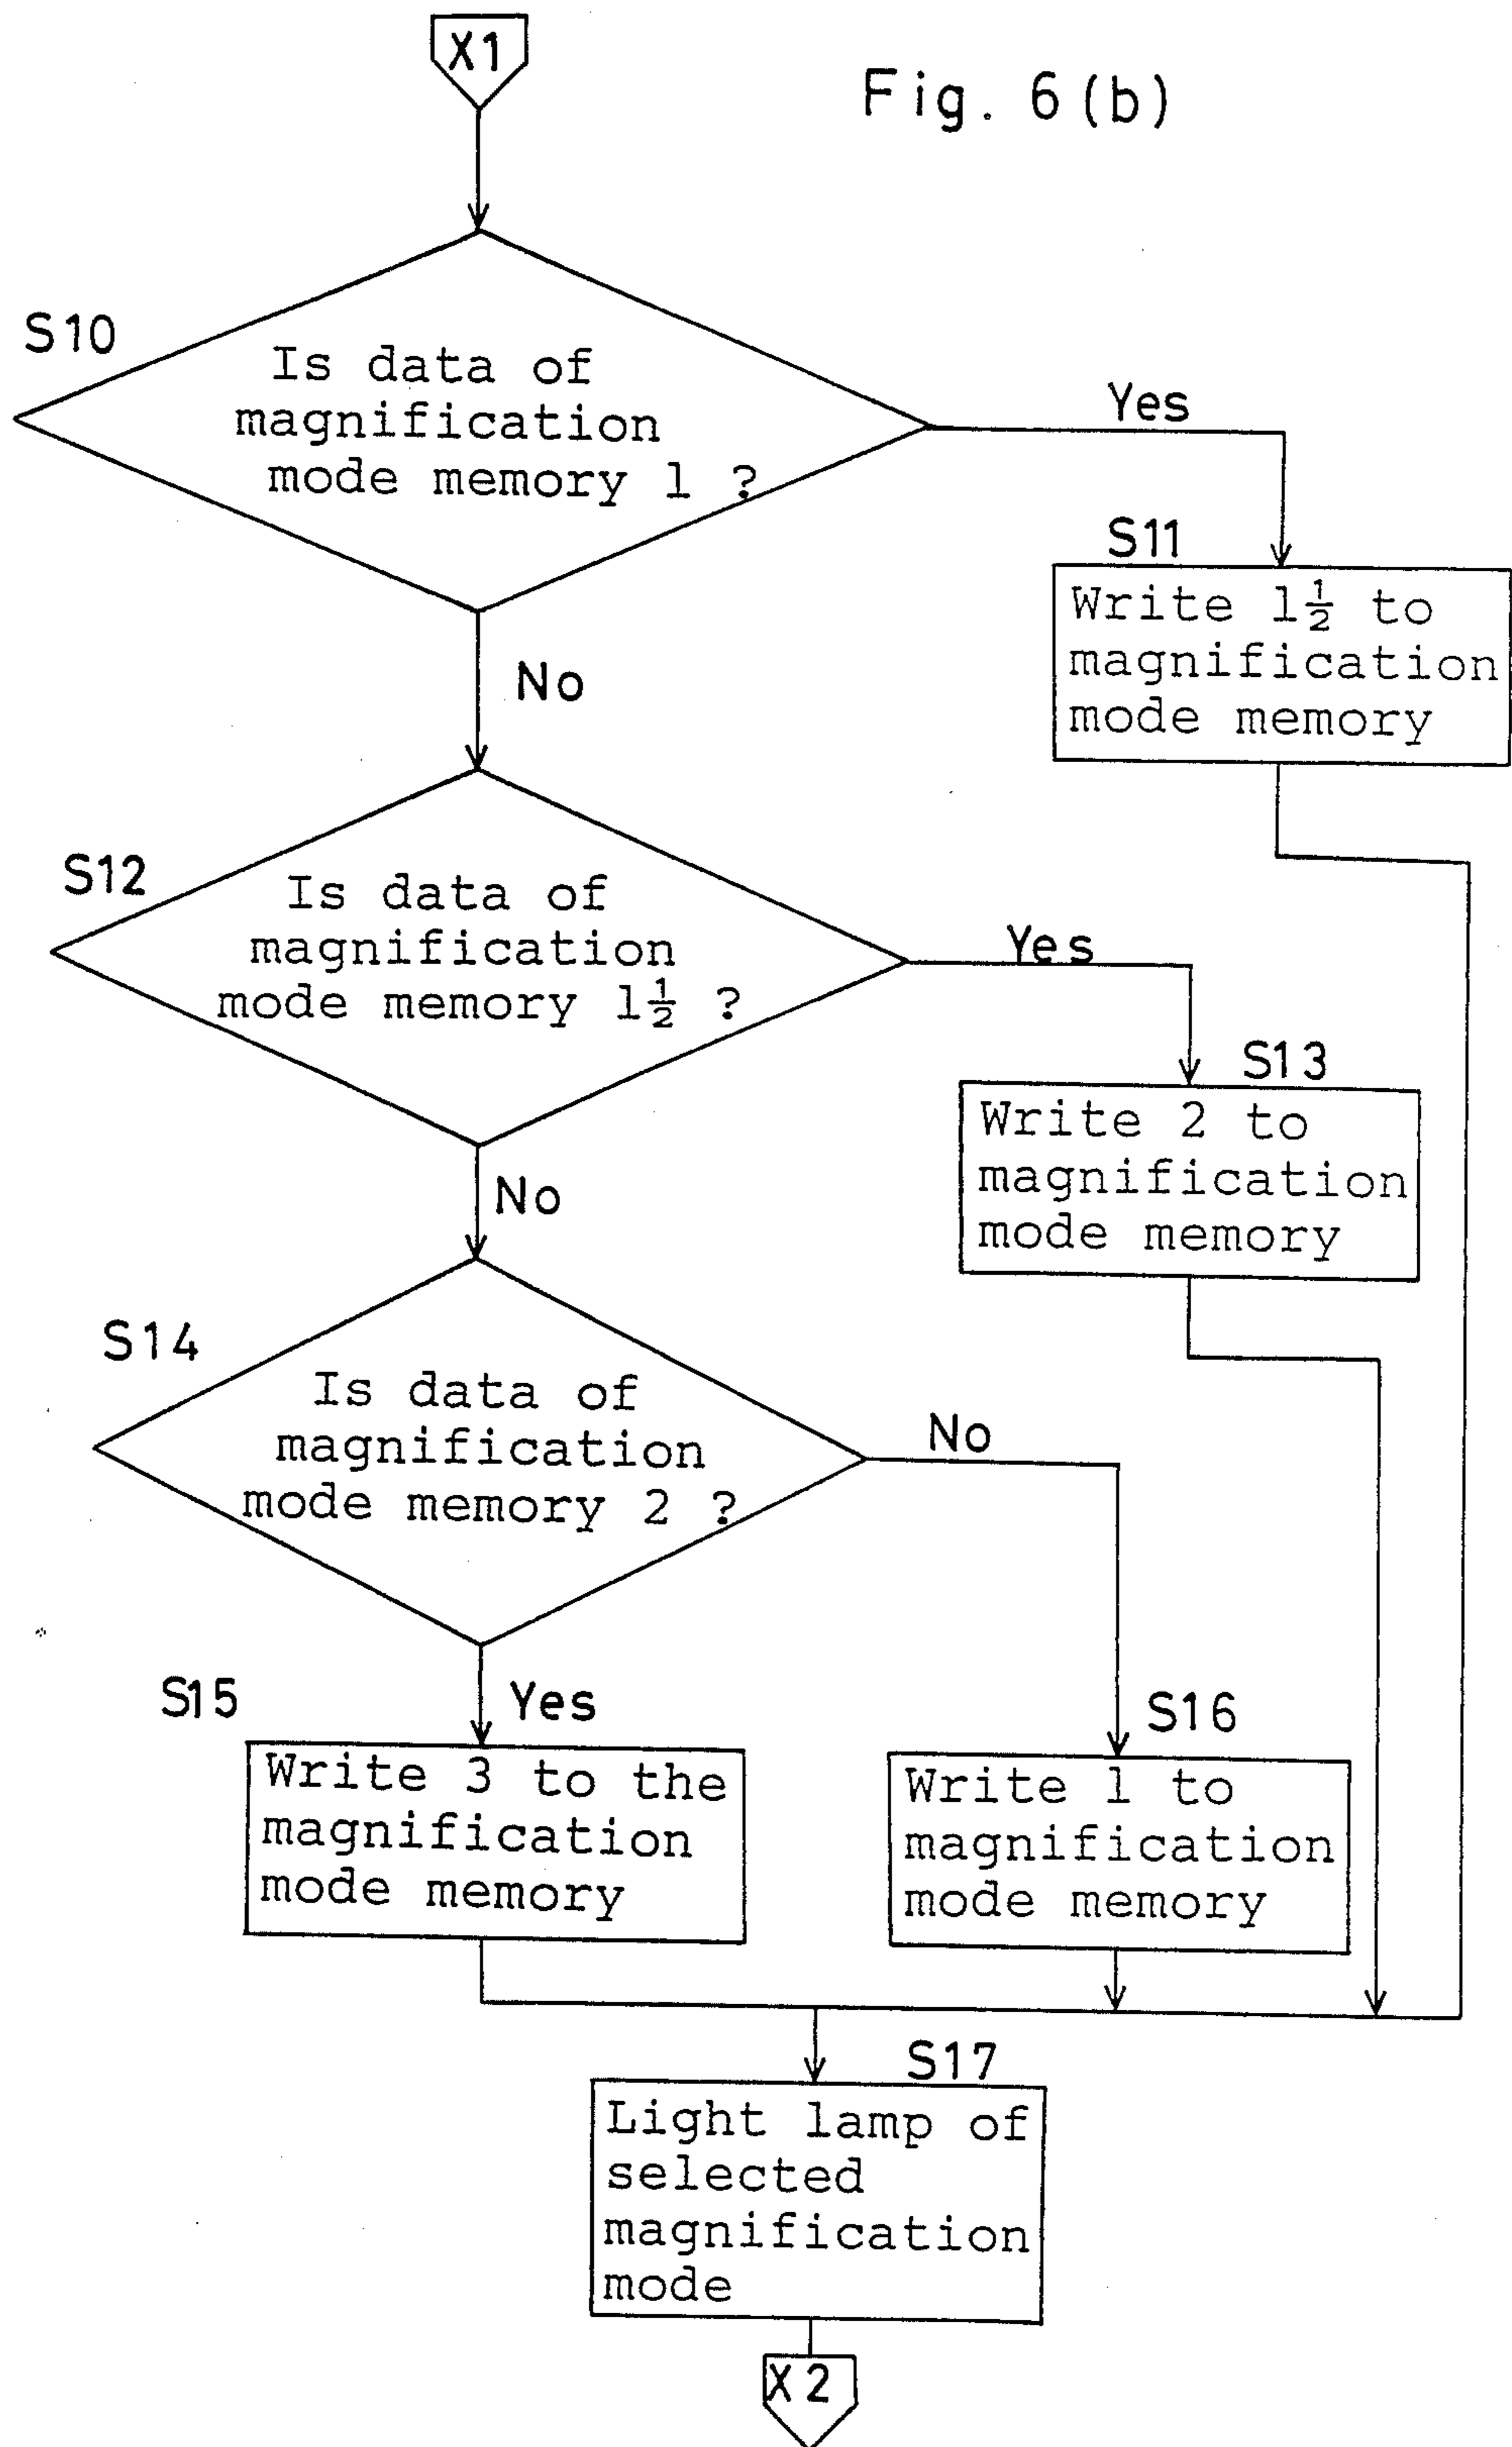 X1
Fig. 6 (b)
S10
Is data of
magnification
mode memory 1 ?
Yes
S11
Write 1½ to
magnification
mode memory
No
S12
Is data of
magnification
mode memory 1½ ?
Yes
S13
Write 2 to
magnification
mode memory
No
S14
Is data of
magnification
mode memory 2 ?
No
S15
Yes
S16
Write 3 to the
magnification
mode memory
Write 1 to
magnification
mode memory
S17
Light lamp of
selected
magnification
mode
X2